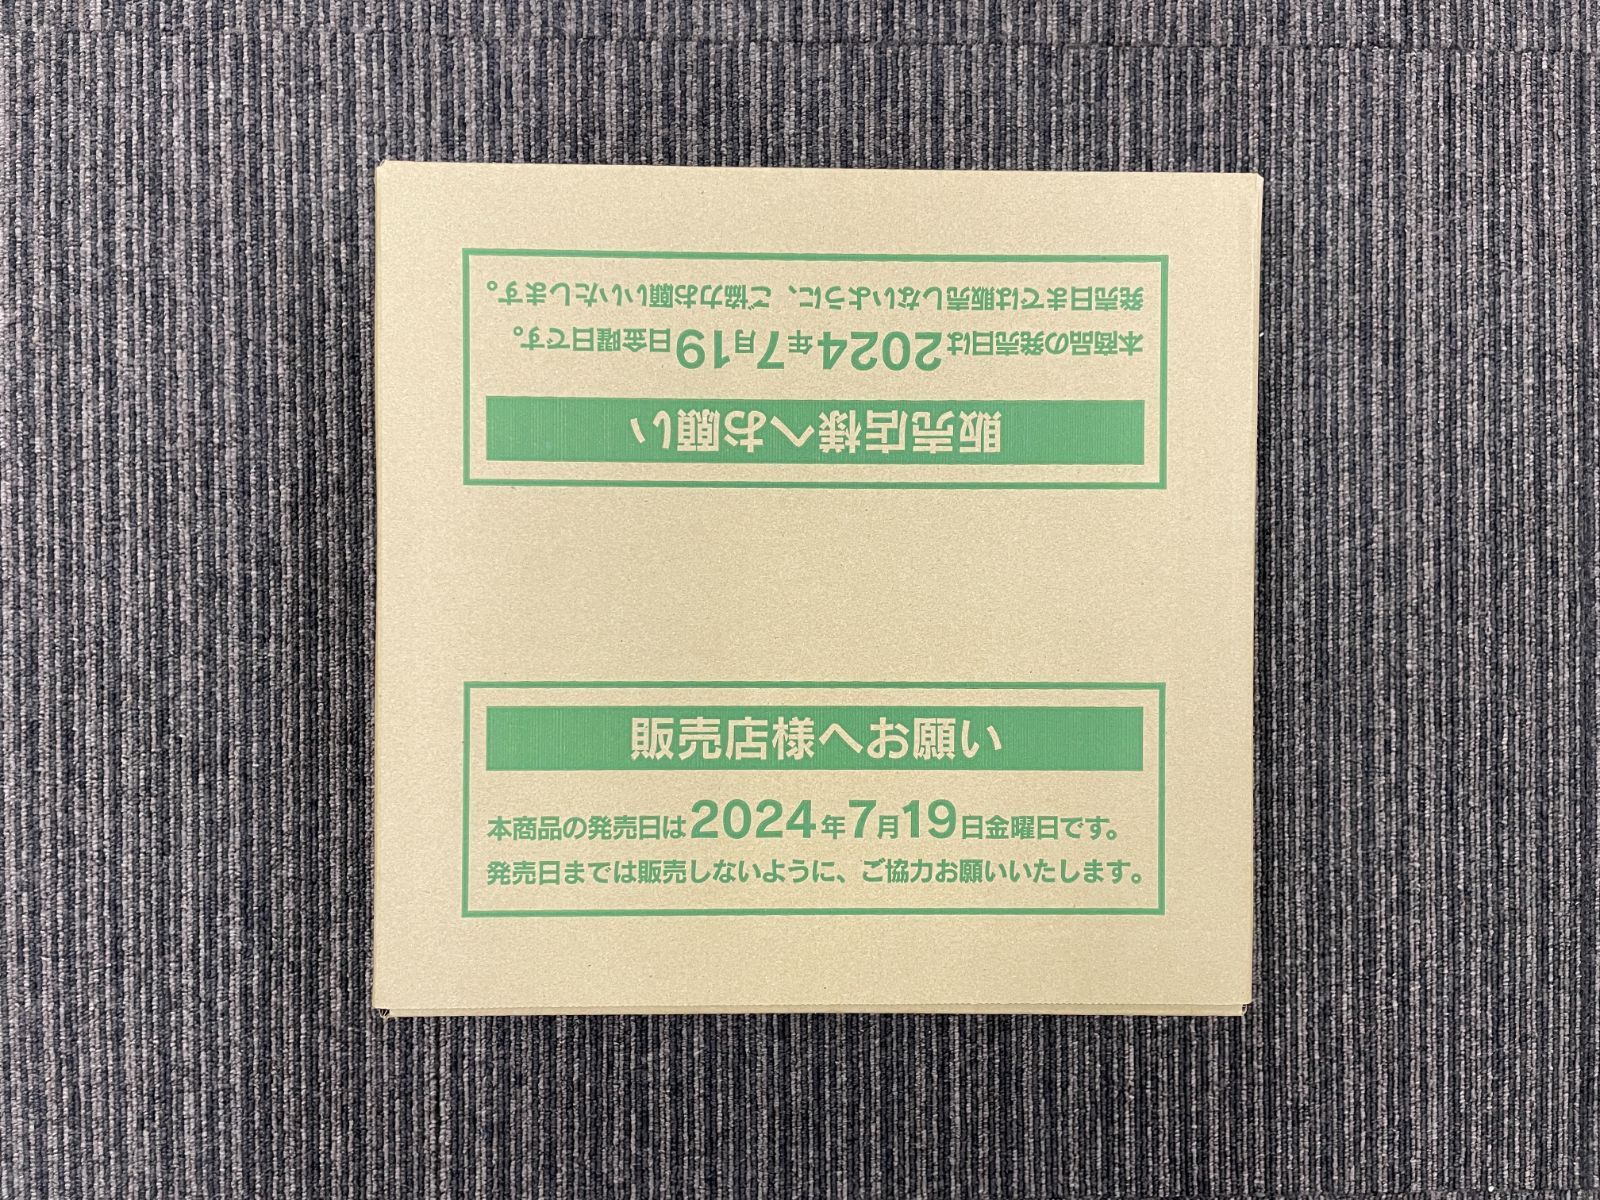 発売日までは販売しないように、ご協力お願いいたします。
本商品の発売日は2024年7月19日金曜日です。
販売店様へお願い
販売店様へお願い
本商品の発売日は2024年7月19日金曜日です。
発売日までは販売しないように、ご協力お願いいたします。